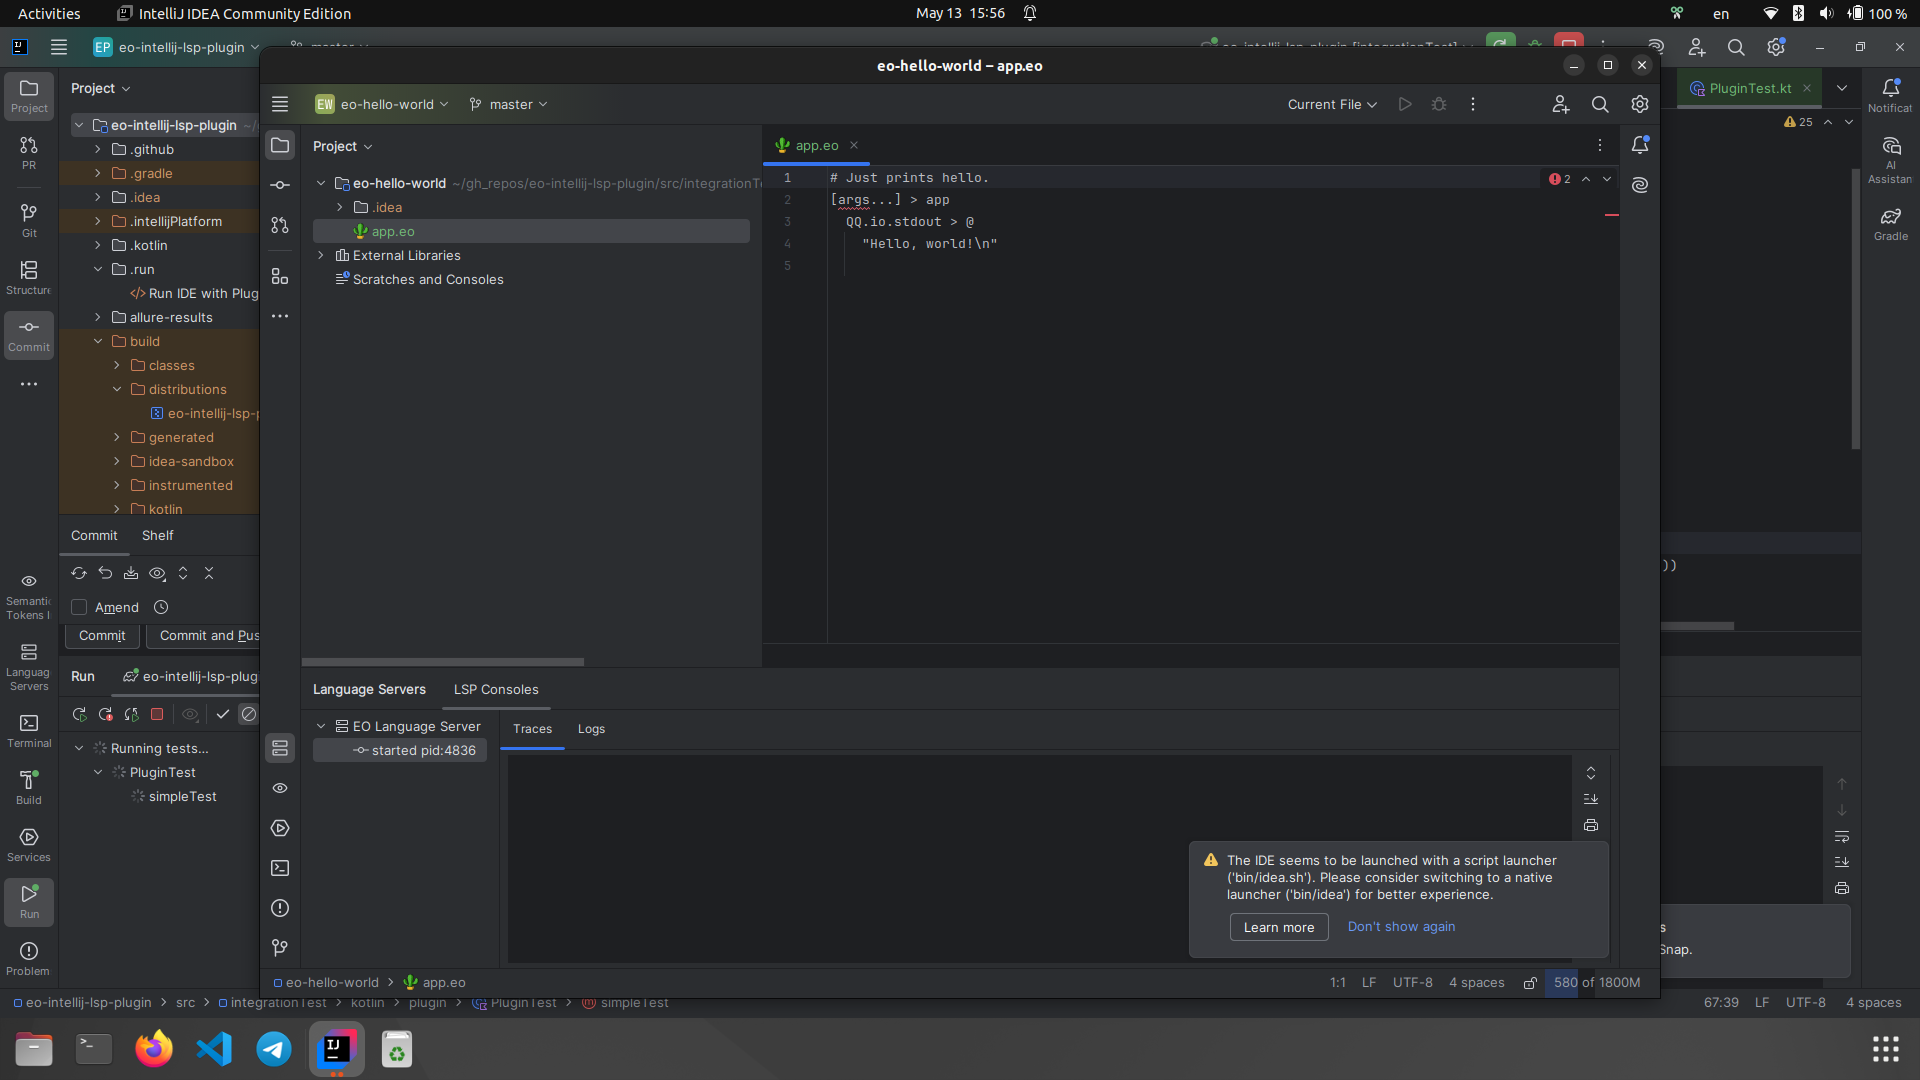 Activities
IntelliJ IDEA Community Edition
May 13 15:56
en
100 %
EP eo-intellij-lsp-plugin
eo-hello-world – app.eo
EW eo-hello-world
master
Current File
Project
PR
Git
Structure
Commit
Project
eo-intellij-lsp-plugin
.github
.gradle
.idea
.intellijPlatform
.kotlin
.run
Run IDE with Plug
allure-results
build
classes
distributions
eo-intellij-lsp-p
generated
idea-sandbox
instrumented
kotlin
Commit
Shelf
Amend
Commit
Commit and Pus
Run
eo-intellij-lsp-plug
Running tests...
PluginTest
simpleTest
Semantic
Tokens I
Languag
Servers
Terminal
Build
Services
Run
Problem
Project
eo-hello-world ~/gh_repos/eo-intellij-lsp-plugin/src/integrationT
.idea
app.eo
External Libraries
Scratches and Consoles
app.eo
1 # Just prints hello.
2 [args...] > app
3 QQ.io.stdout > @
4 "Hello, world!\n"
5
2
Language Servers
LSP Consoles
EO Language Server
started pid:4836
Traces
Logs
The IDE seems to be launched with a script launcher
('bin/idea.sh'). Please consider switching to a native
launcher ('bin/idea') for better experience.
Learn more
Don't show again
eo-hello-world > app.eo
1:1
LF
UTF-8
4 spaces
580 of 1800M
PluginTest.kt
25
))
s
Snap.
Notificat
AI
Assistan
Gradle
eo-intellij-lsp-plugin > src > integrationTest > kotlin > plugin > PluginTest > simpleTest
67:39
LF
UTF-8
4 spaces